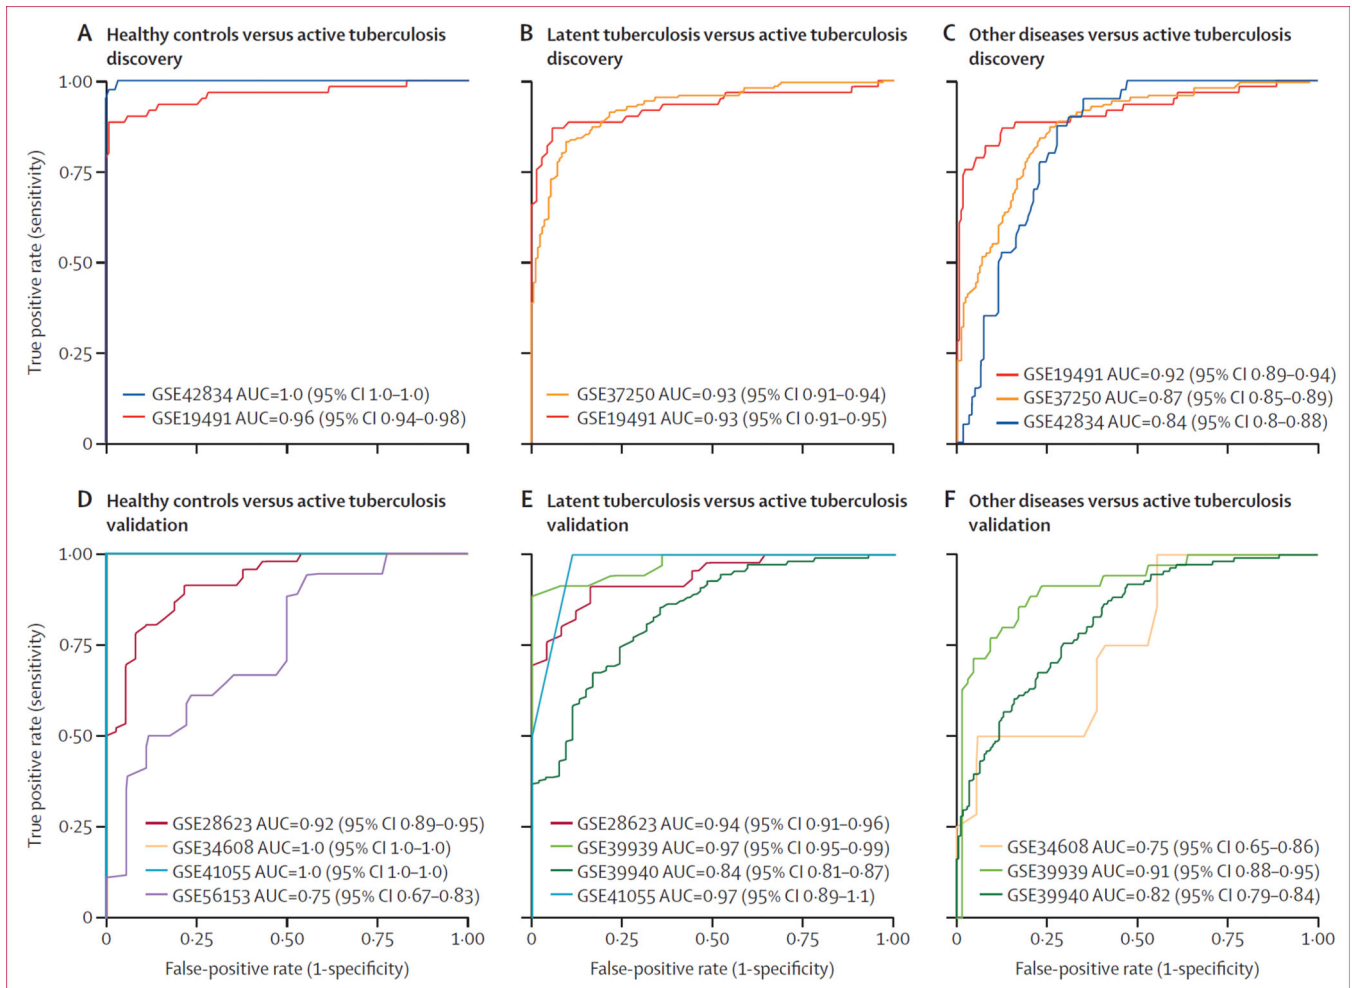 A Healthy controls versus active tuberculosis
discovery
B Latent tuberculosis versus active tuberculosis
discovery
C Other diseases versus active tuberculosis
discovery
True positive rate (sensitivity)
1·00
0·75
0·50
0·25
0
GSE42834 AUC=1·0 (95% CI 1·0–1·0)
GSE19491 AUC=0·96 (95% CI 0·94–0·98)
GSE37250 AUC=0·93 (95% CI 0·91–0·94)
GSE19491 AUC=0·93 (95% CI 0·91–0·95)
GSE19491 AUC=0·92 (95% CI 0·89–0·94)
GSE37250 AUC=0·87 (95% CI 0·85–0·89)
GSE42834 AUC=0·84 (95% CI 0·8–0·88)
D Healthy controls versus active tuberculosis
validation
E Latent tuberculosis versus active tuberculosis
validation
F Other diseases versus active tuberculosis
validation
True positive rate (sensitivity)
1·00
0·75
0·50
0·25
0
GSE28623 AUC=0·92 (95% CI 0·89–0·95)
GSE34608 AUC=1·0 (95% CI 1·0–1·0)
GSE41055 AUC=1·0 (95% CI 1·0–1·0)
GSE56153 AUC=0·75 (95% CI 0·67–0·83)
GSE28623 AUC=0·94 (95% CI 0·91–0·96)
GSE39939 AUC=0·97 (95% CI 0·95–0·99)
GSE39940 AUC=0·84 (95% CI 0·81–0·87)
GSE41055 AUC=0·97 (95% CI 0·89–1·1)
GSE34608 AUC=0·75 (95% CI 0·65–0·86)
GSE39939 AUC=0·91 (95% CI 0·88–0·95)
GSE39940 AUC=0·82 (95% CI 0·79–0·84)
0 0·25 0·50 0·75 1·00
0 0·25 0·50 0·75 1·00
0 0·25 0·50 0·75 1·00
False-positive rate (1-specificity)
False-positive rate (1-specificity)
False-positive rate (1-specificity)